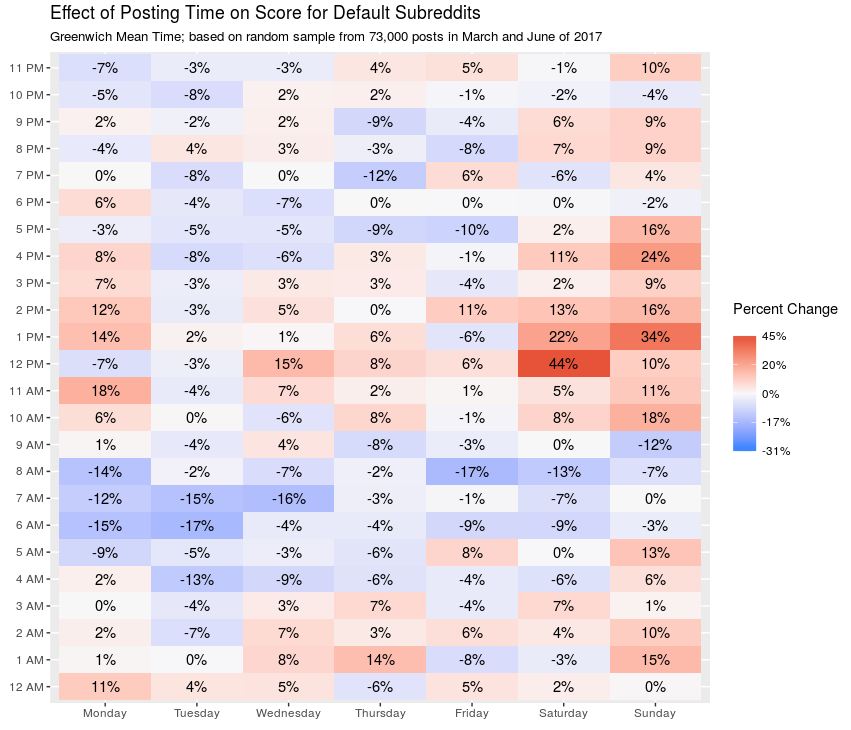 Effect of Posting Time on Score for Default Subreddits
Greenwich Mean Time; based on random sample from 73,000 posts in March and June of 2017
11 PM -7% -3% -3% 4% 5% -1% 10%
10 PM -5% -8% 2% 2% -1% -2% -4%
9 PM 2% -2% 2% -9% -4% 6% 9%
8 PM -4% 4% 3% -3% -8% 7% 9%
7 PM 0% -8% 0% -12% 6% -6% 4%
6 PM 6% -4% -7% 0% 0% 0% -2%
5 PM -3% -5% -5% -9% -10% 2% 16%
4 PM 8% -8% -6% 3% -1% 11% 24%
3 PM 7% -3% 3% 3% -4% 2% 9%
2 PM 12% -3% 5% 0% 11% 13% 16%
1 PM 14% 2% 1% 6% -6% 22% 34%
12 PM -7% -3% 15% 8% 6% 44% 10%
11 AM 18% -4% 7% 2% 1% 5% 11%
10 AM 6% 0% -6% 8% -1% 8% 18%
9 AM 1% -4% 4% -8% -3% 0% -12%
8 AM -14% -2% -7% -2% -17% -13% -7%
7 AM -12% -15% -16% -3% -1% -7% 0%
6 AM -15% -17% -4% -4% -9% -9% -3%
5 AM -9% -5% -3% -6% 8% 0% 13%
4 AM 2% -13% -9% -6% -4% -6% 6%
3 AM 0% -4% 3% 7% -4% 7% 1%
2 AM 2% -7% 7% 3% 6% 4% 10%
1 AM 1% 0% 8% 14% -8% -3% 15%
12 AM 11% 4% 5% -6% 5% 2% 0%
Monday Tuesday Wednesday Thursday Friday Saturday Sunday
Percent Change
45%
20%
0%
-17%
-31%